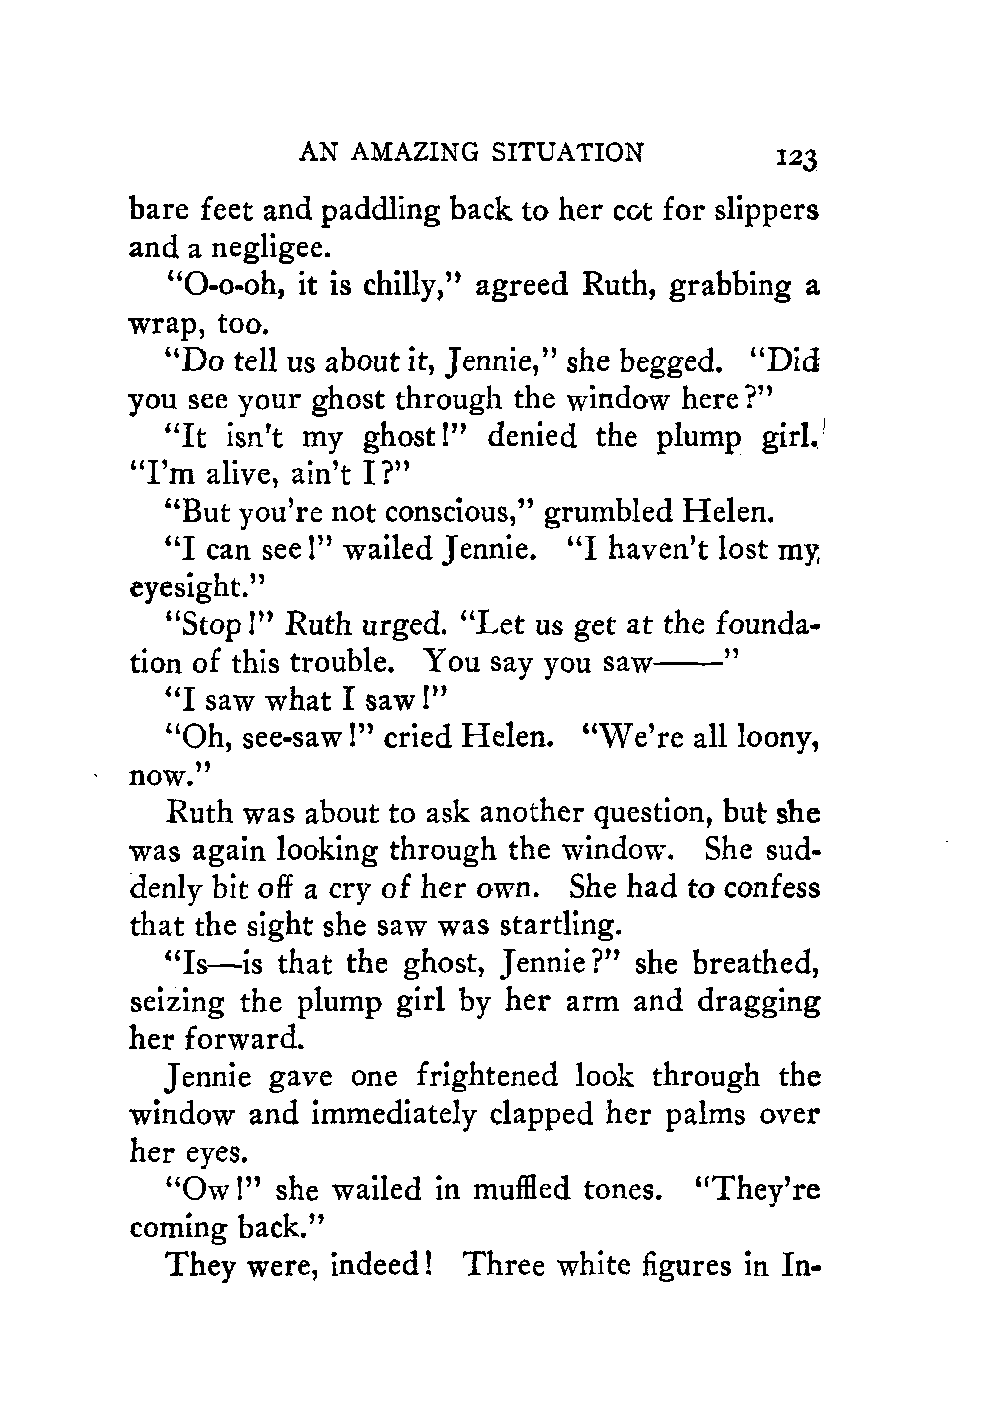 AN AMAZING SITUATION 123
bare feet and paddling back to her cot for slippers
and a negligee.
“O-o-oh, it is chilly,” agreed Ruth, grabbing a
wrap, too.
“Do tell us about it, Jennie,” she begged. “Did
you see your ghost through the window here?”
“It isn't my ghost!” denied the plump girl.
“I’m alive, ain’t I?”
“But you’re not conscious,” grumbled Helen.
“I can see!” wailed Jennie. “I haven’t lost my
eyesight.”
“Stop!” Ruth urged. “Let us get at the founda-
tion of this trouble. You say you saw——”
“I saw what I saw!”
“Oh, see-saw!” cried Helen. “We’re all loony,
now.”
Ruth was about to ask another question, but she
was again looking through the window. She sud-
denly bit off a cry of her own. She had to confess
that the sight she saw was startling.
“Is—is that the ghost, Jennie?” she breathed,
seizing the plump girl by her arm and dragging
her forward.
Jennie gave one frightened look through the
window and immediately clapped her palms over
her eyes.
“Ow!” she wailed in muffled tones. “They’re
coming back.”
They were, indeed! Three white figures in In-